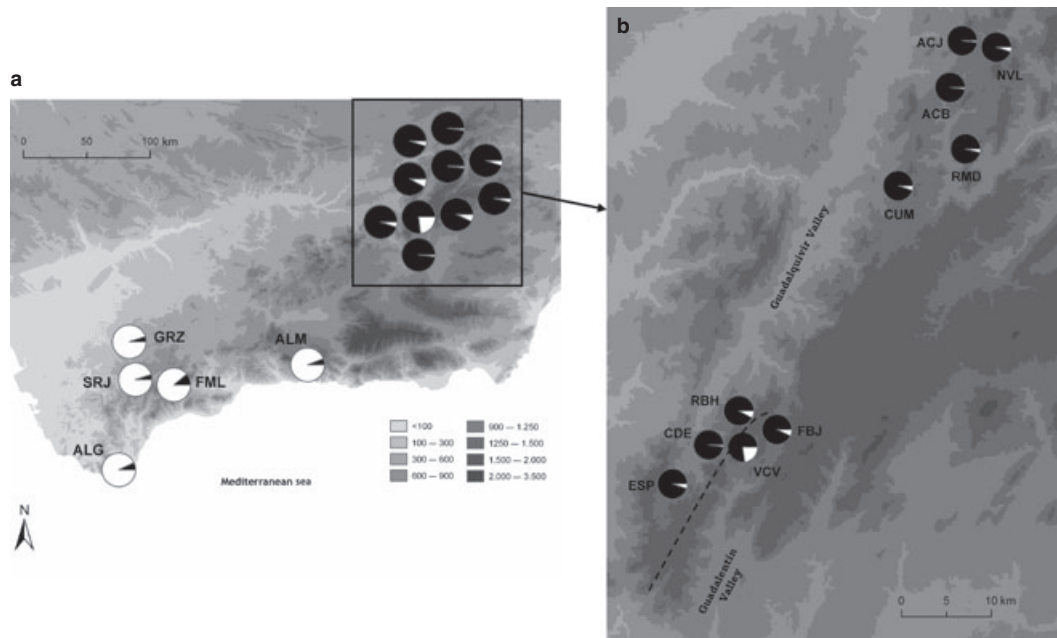 a
0 50 100 km
GRZ
SRJ
FML
ALM
ALG
Mediterranean sea
<100
100 — 300
300 — 600
600 — 900
900 — 1.250
1250 — 1.500
1.500 — 2.000
2.000 — 3.500
N
b
ACJ
NVL
ACB
RMD
CUM
Guadalquivir Valley
RBH
CDE
FBJ
VCV
ESP
Guadalentín
Valley
0 5 10 km